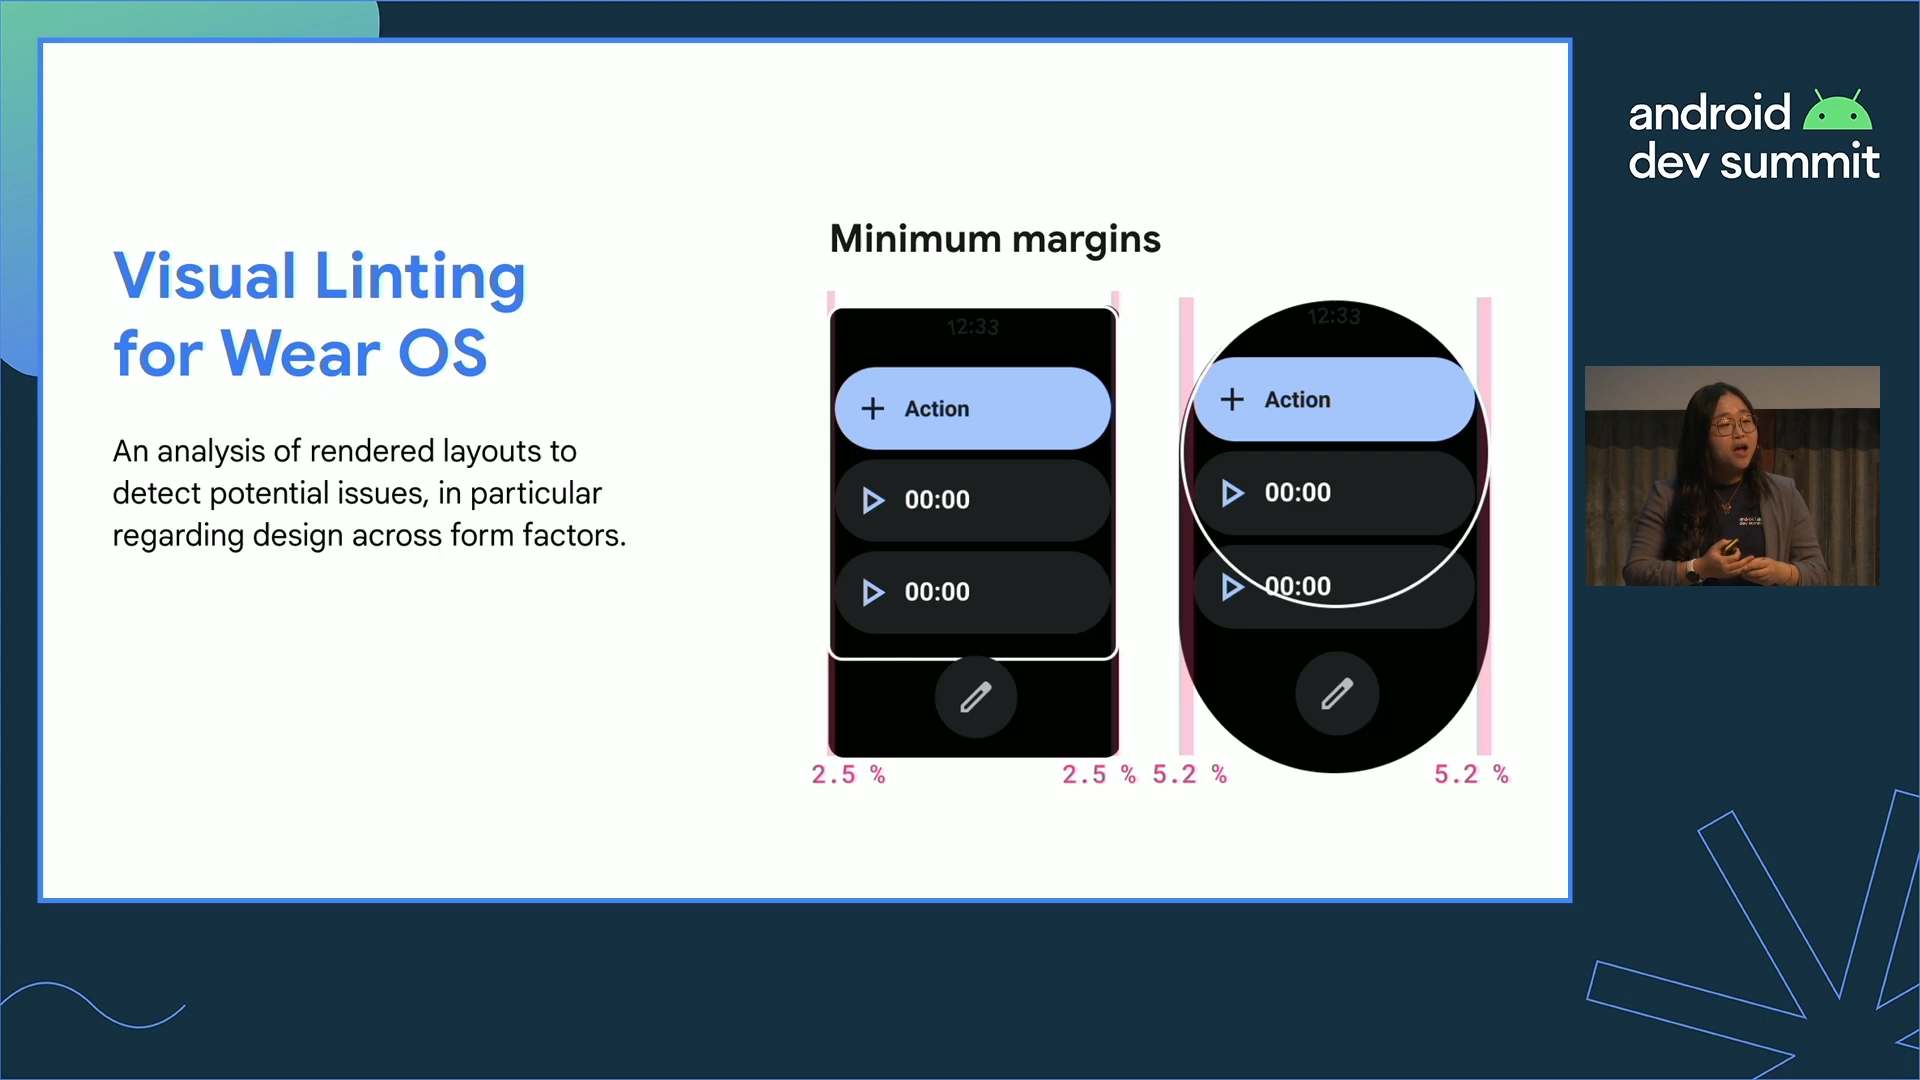 android
dev summit
Visual Linting
for Wear OS
An analysis of rendered layouts to
detect potential issues, in particular
regarding design across form factors.
Minimum margins
12:33
Action
00:00
00:00
2.5 %
2.5 %
12:33
Action
00:00
00:00
5.2 %
5.2 %